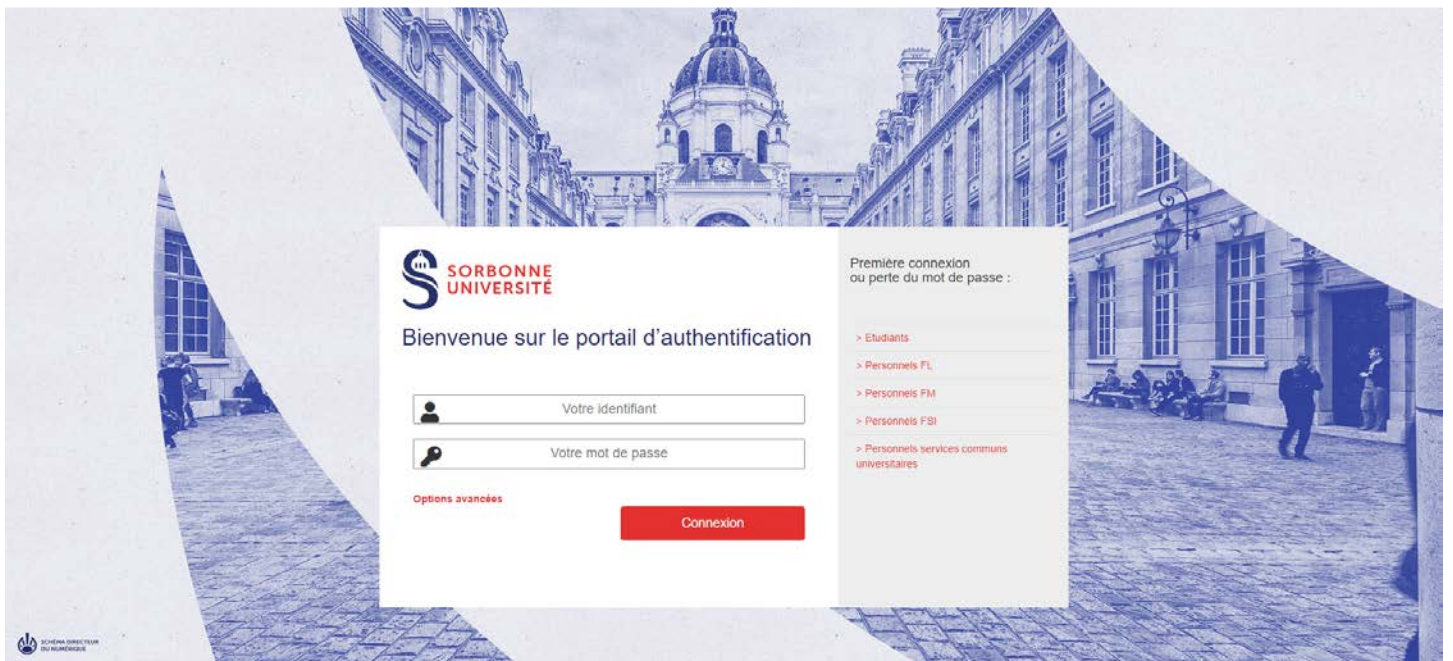 SORBONNE
UNIVERSITÉ
Bienvenue sur le portail d'authentification
Votre identifiant
Votre mot de passe
Options avancées
Connexion
Première connexion
ou perte du mot de passe :
> Etudiants
> Personnels FL
> Personnels FM
> Personnels FSI
> Personnels services communs
universitaires
SCHÉMA DIRECTEUR
DU NUMÉRIQUE